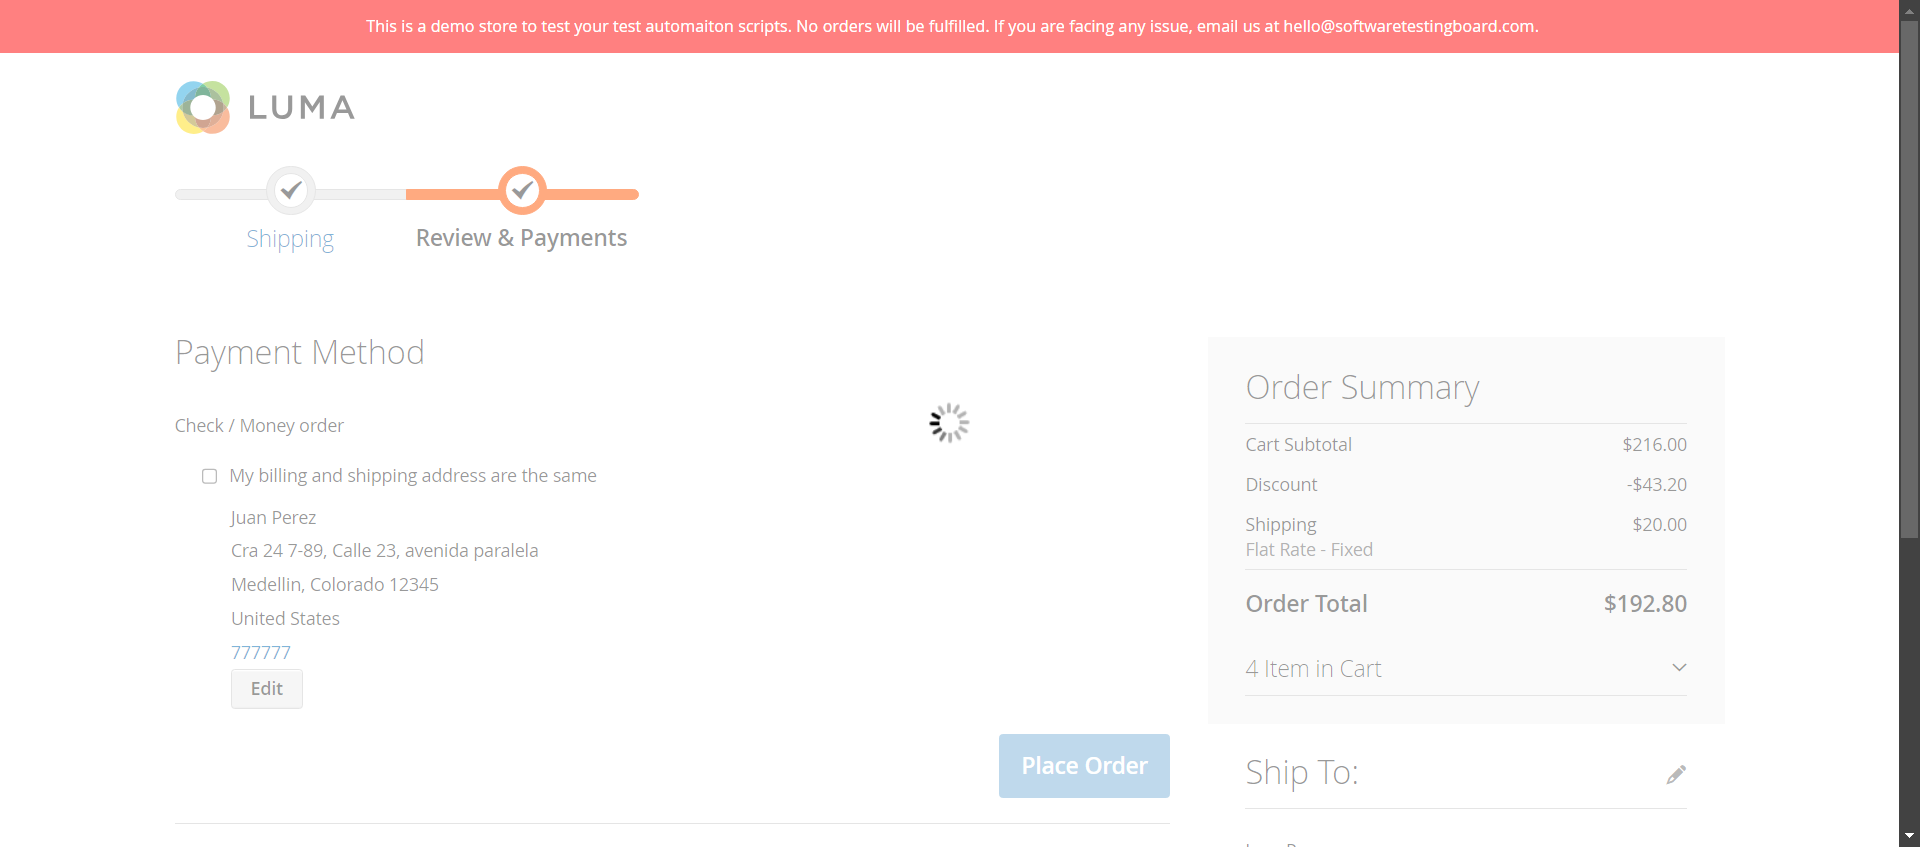 This is a demo store to test your test automaiton scripts. No orders will be fulfilled. If you are facing any issue, email us at hello@softwaretestingboard.com.
LUMA
Shipping
Review & Payments
Payment Method
Check / Money order
My billing and shipping address are the same
Juan Perez
Cra 24 7-89, Calle 23, avenida paralela
Medellin, Colorado 12345
United States
777777
Edit
Place Order
Order Summary
Cart Subtotal $216.00
Discount -$43.20
Shipping $20.00
Flat Rate - Fixed
Order Total $192.80
4 Item in Cart
Ship To: